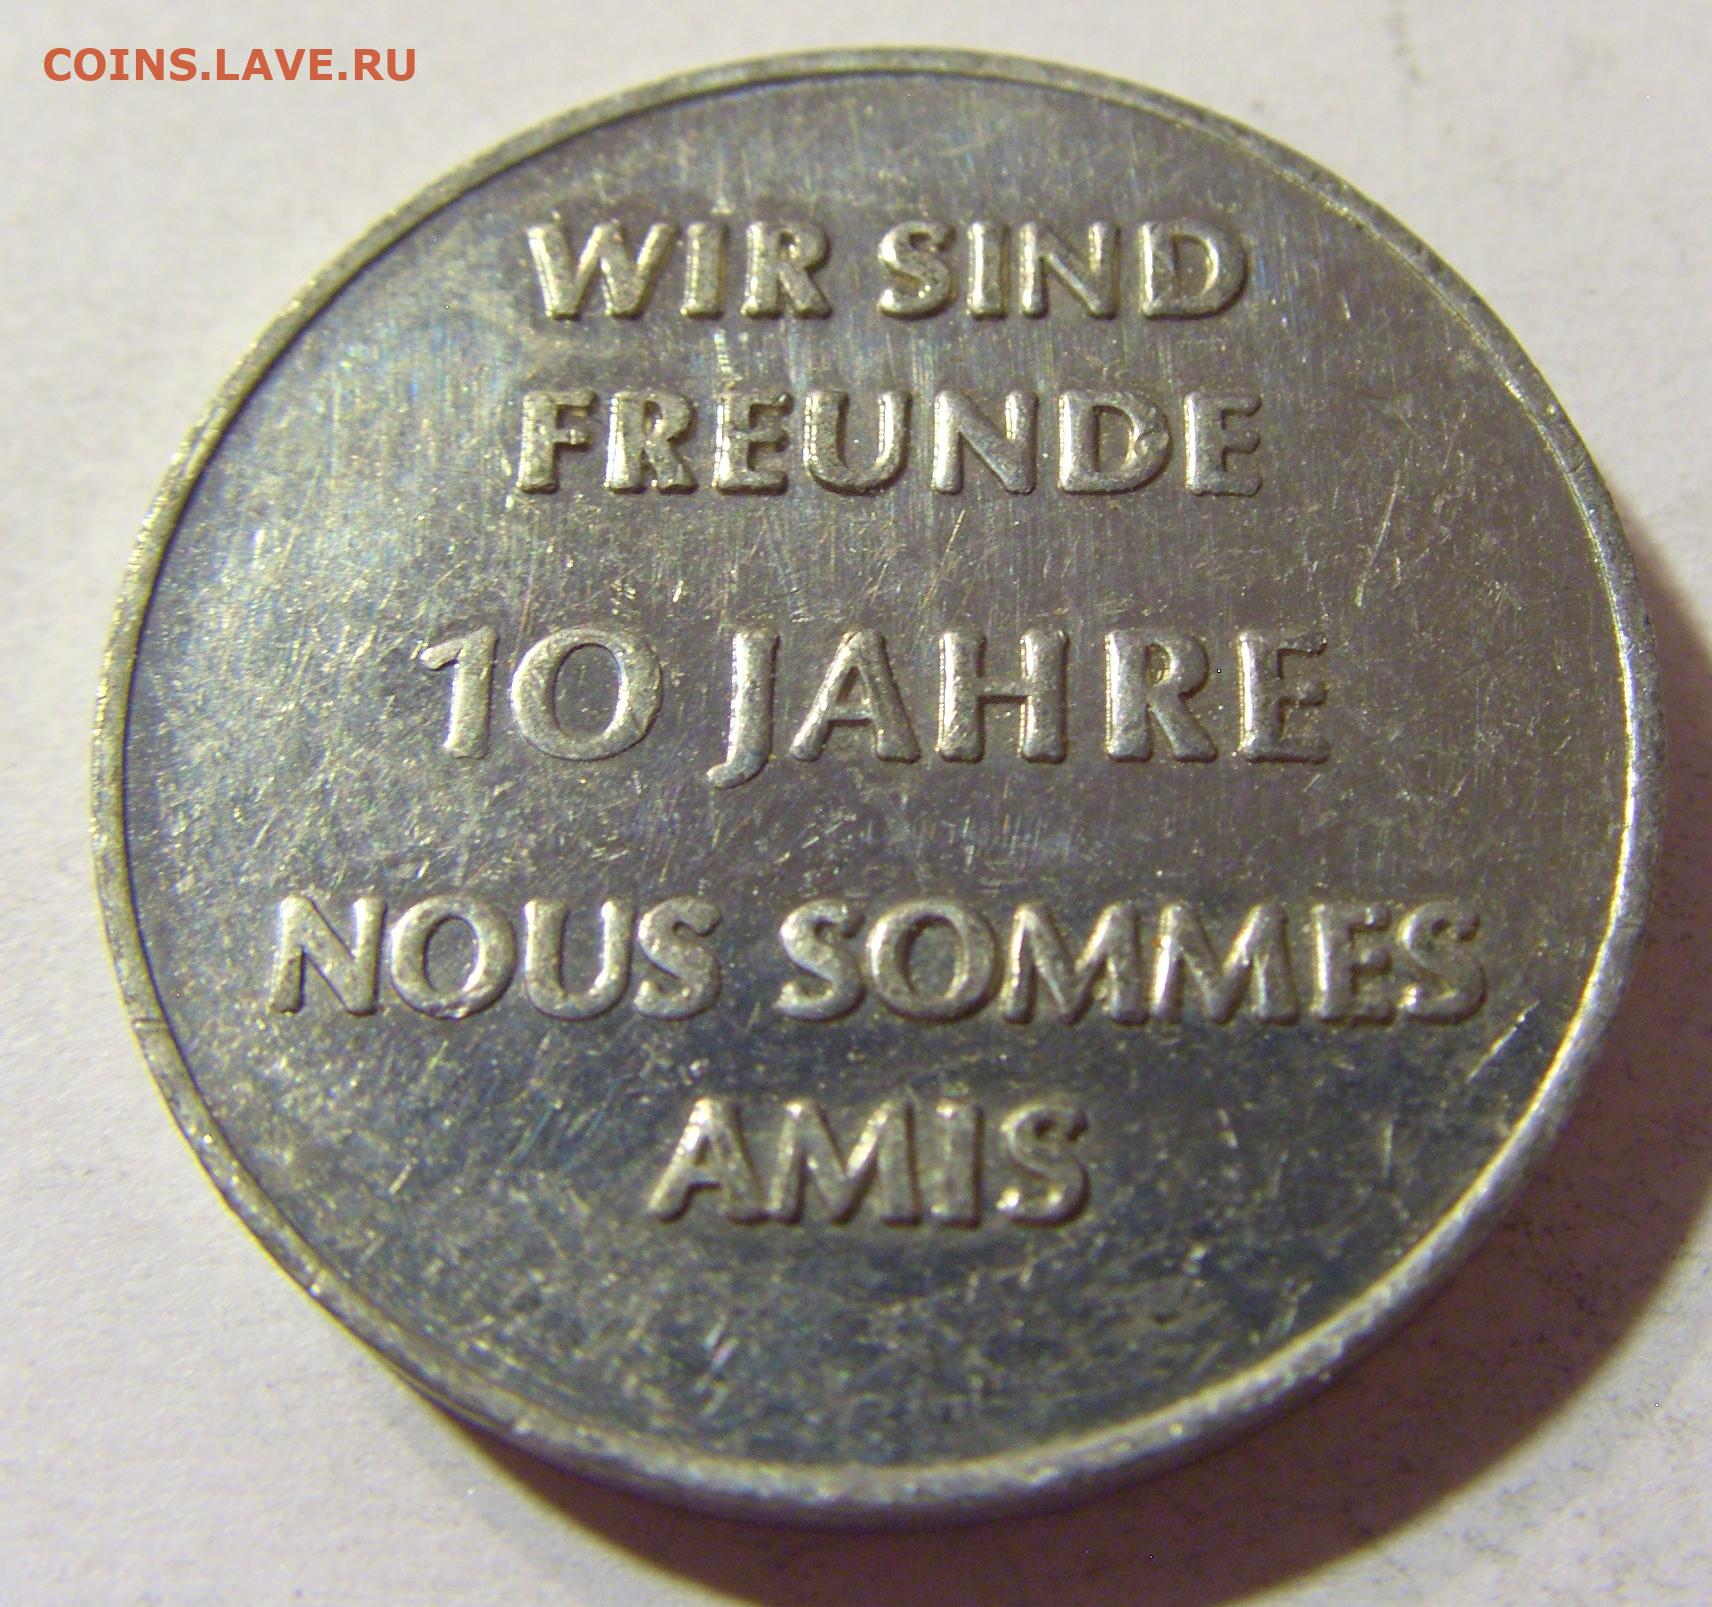 COINS.LAVE.RU
WIR SIND
FREUNDE
10 JAHRE
NOUS SOMMES
AMIS